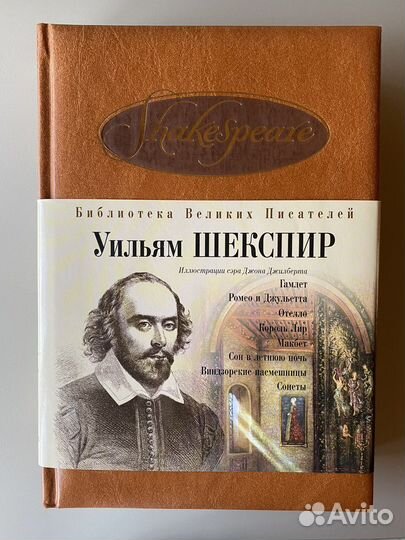 Shakespeare
Библиотека Великих Писателей
Уильям ШЕКСПИР
Иллюстрации сэра Джона Джилберта
Гамлет
Ромео и Джульетта
Отелло
Король Лир
Макбет
Сон в летнюю ночь
Виндзорские насмешницы
Сонеты
Avito